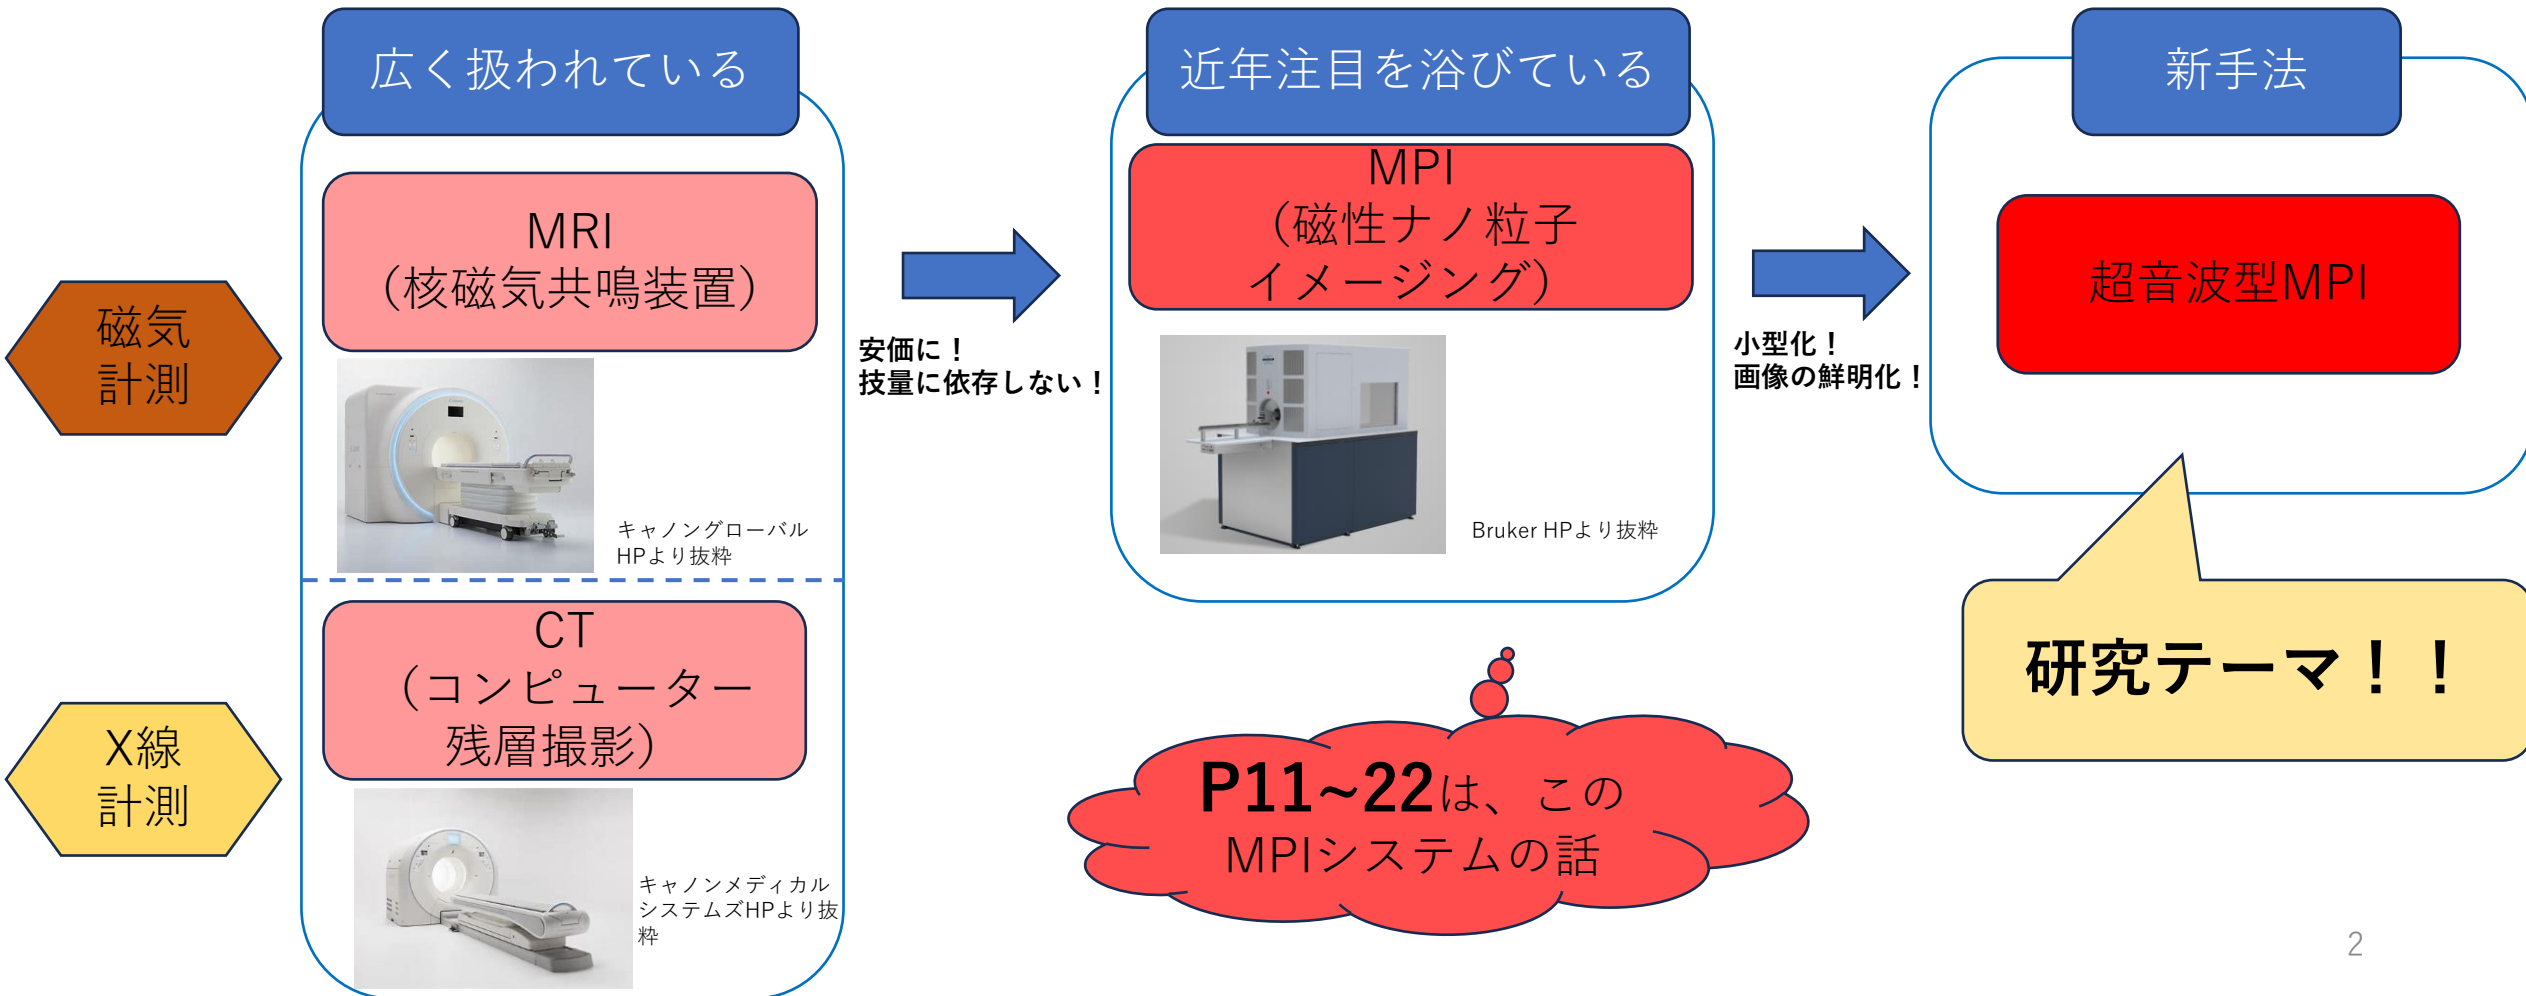 広く扱われている
近年注目を浴びている
新手法
磁気
計測
MRI
（核磁気共鳴装置）
キャノングローバル
HPより抜粋
安価に！
技量に依存しない！
MPI
（磁性ナノ粒子
イメージング）
Bruker HPより抜粋
小型化！
画像の鮮明化！
超音波型MPI
研究テーマ！！
X線
計測
CT
（コンピューター
残層撮影）
キャノンメディカル
システムズHPより抜
粋
P11~22は、この
MPIシステムの話
2